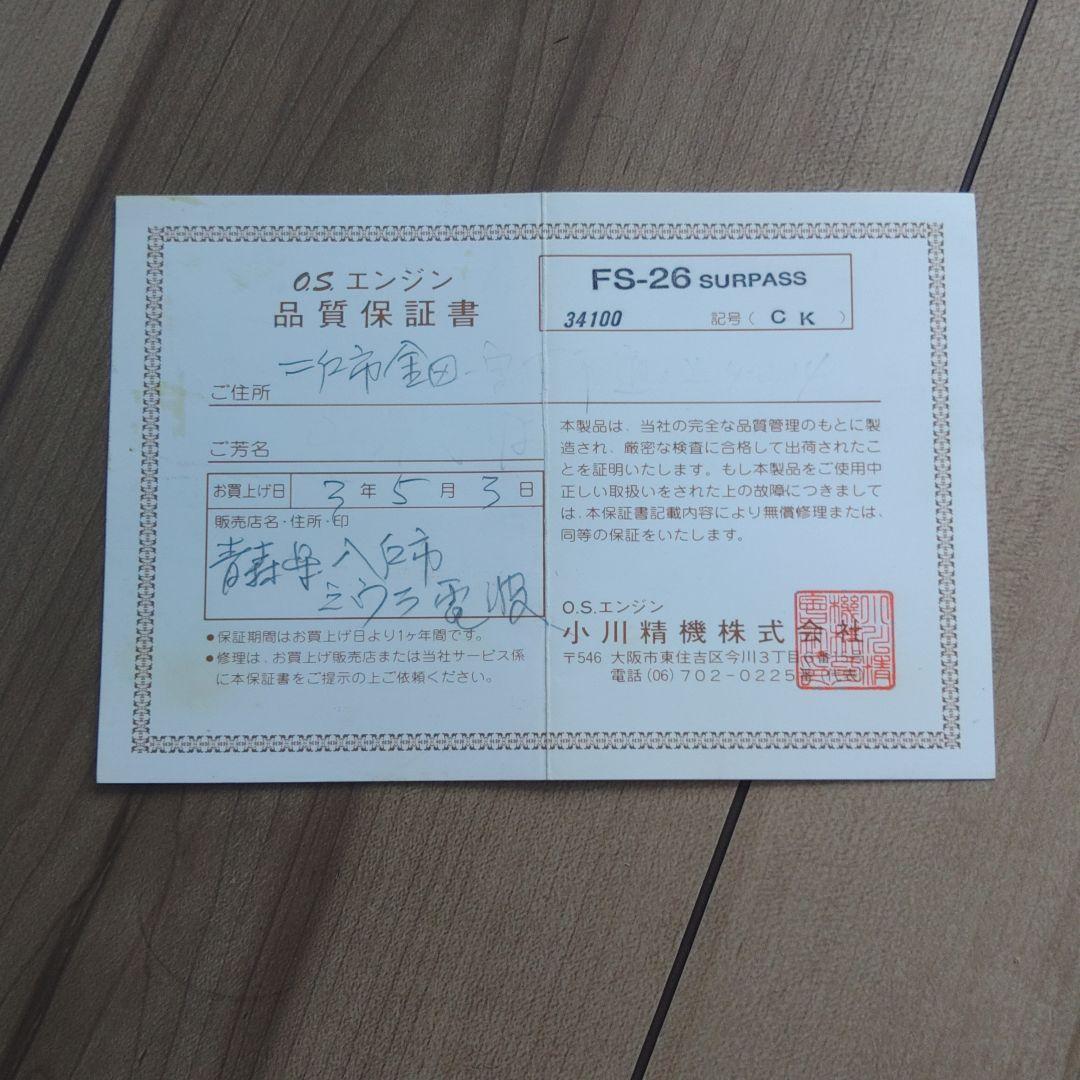 O.S.エンジン
品質保証書
FS-26 SURPASS
34100 記号( CK )
ご住所 二戸市金田
ご芳名
お買上げ日 3年5月3日
販売店名・住所・印
青森県八戸市
ミウラ電波
●保証期間はお買上げ日より1ヶ年間です。
●修理は、お買上げ販売店または当社サービス係
に本保証書をご提示の上ご依頼ください。
本製品は、当社の完全な品質管理のもとに製
造され、厳密な検査に合格して出荷されたこ
とを証明いたします。もし本製品をご使用中
正しい取扱いをされた上の故障につきまして
は、本保証書記載内容により無償修理または、
同等の保証をいたします。
O.S.エンジン
小川精機株式会社
〒546 大阪市東住吉区今川3丁目
電話(06)702-0225